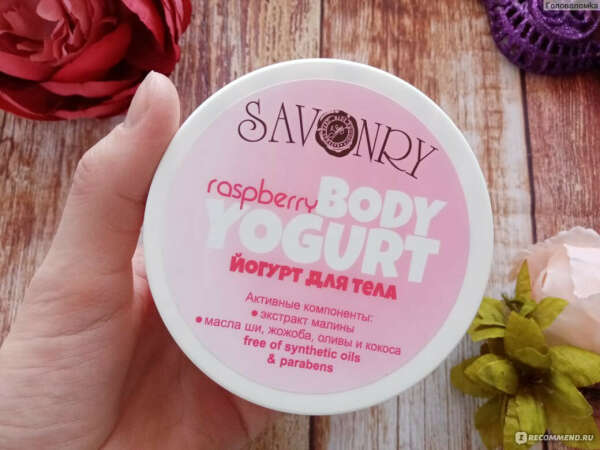 Головоломка
SAVONRY
raspberry BODY
YOGURT
йогурт для тела
Активные компоненты:
• экстракт малины
• масла ши, жожоба, оливы и кокоса
free of synthetic oils
& parabens
RECOMMEND.RU